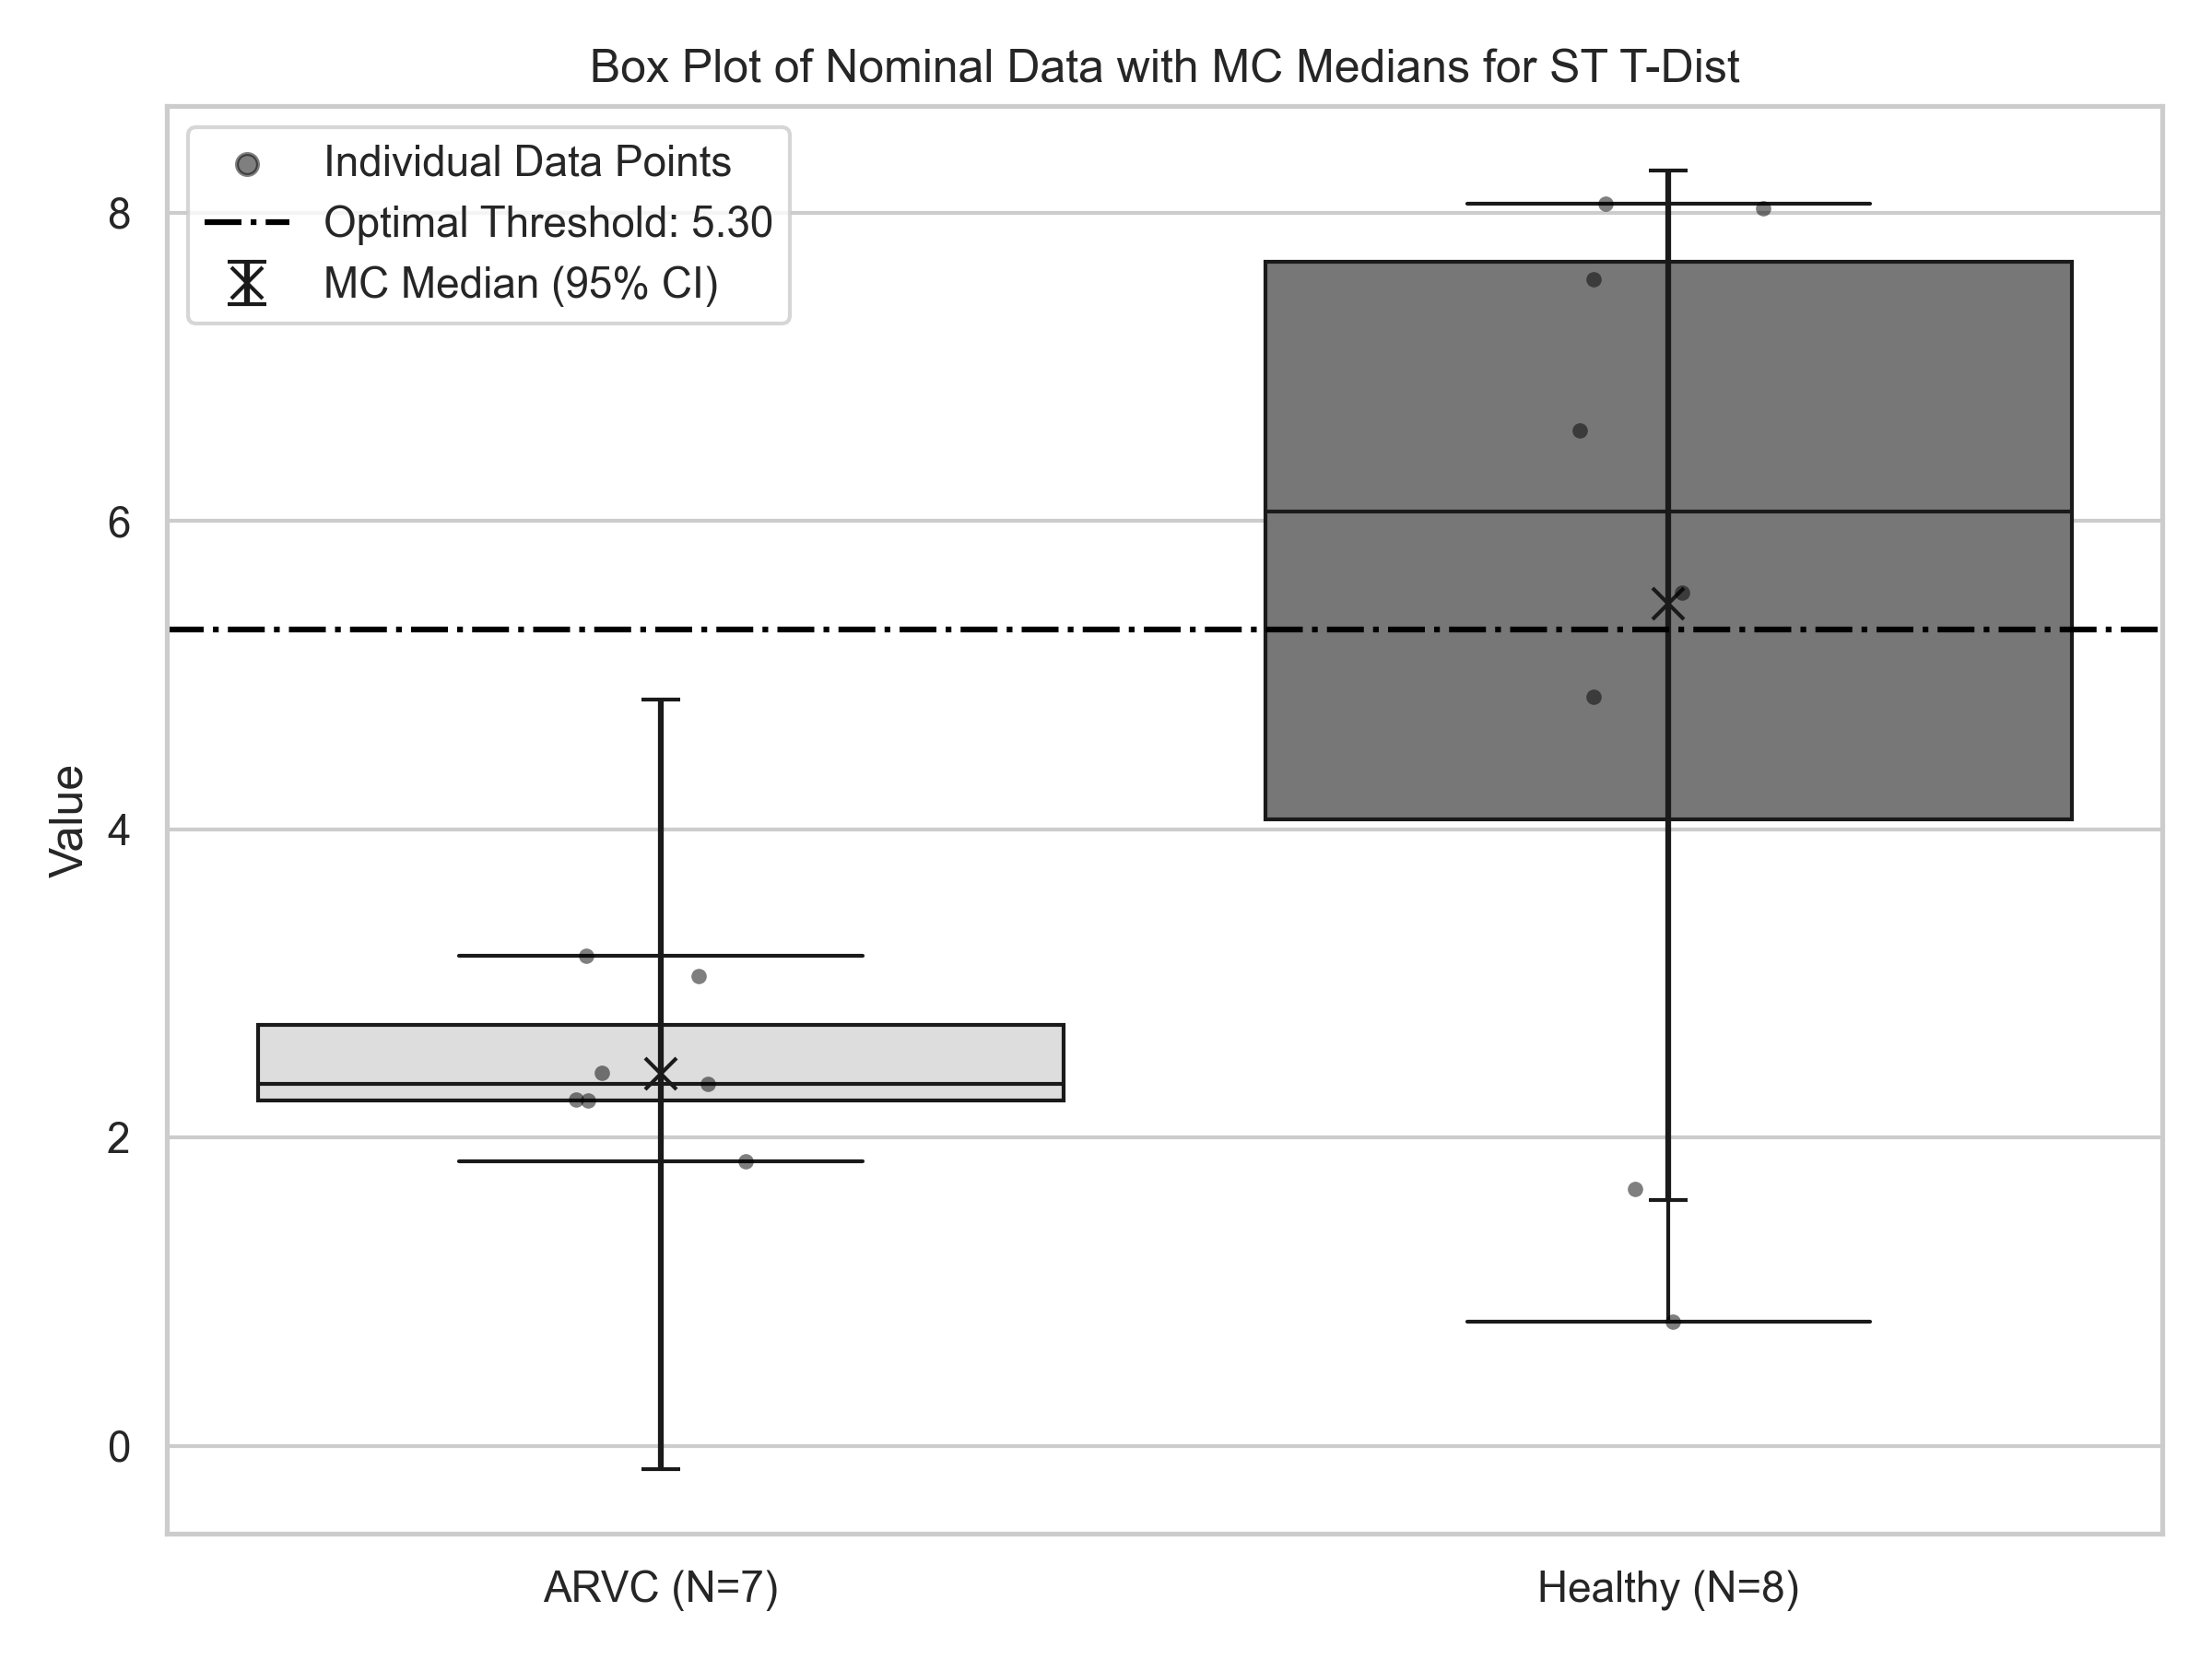 Box Plot of Nominal Data with MC Medians for ST T-Dist
Individual Data Points
Optimal Threshold: 5.30
MC Median (95% CI)
8
6
4
2
0
Value
ARVC (N=7)
Healthy (N=8)